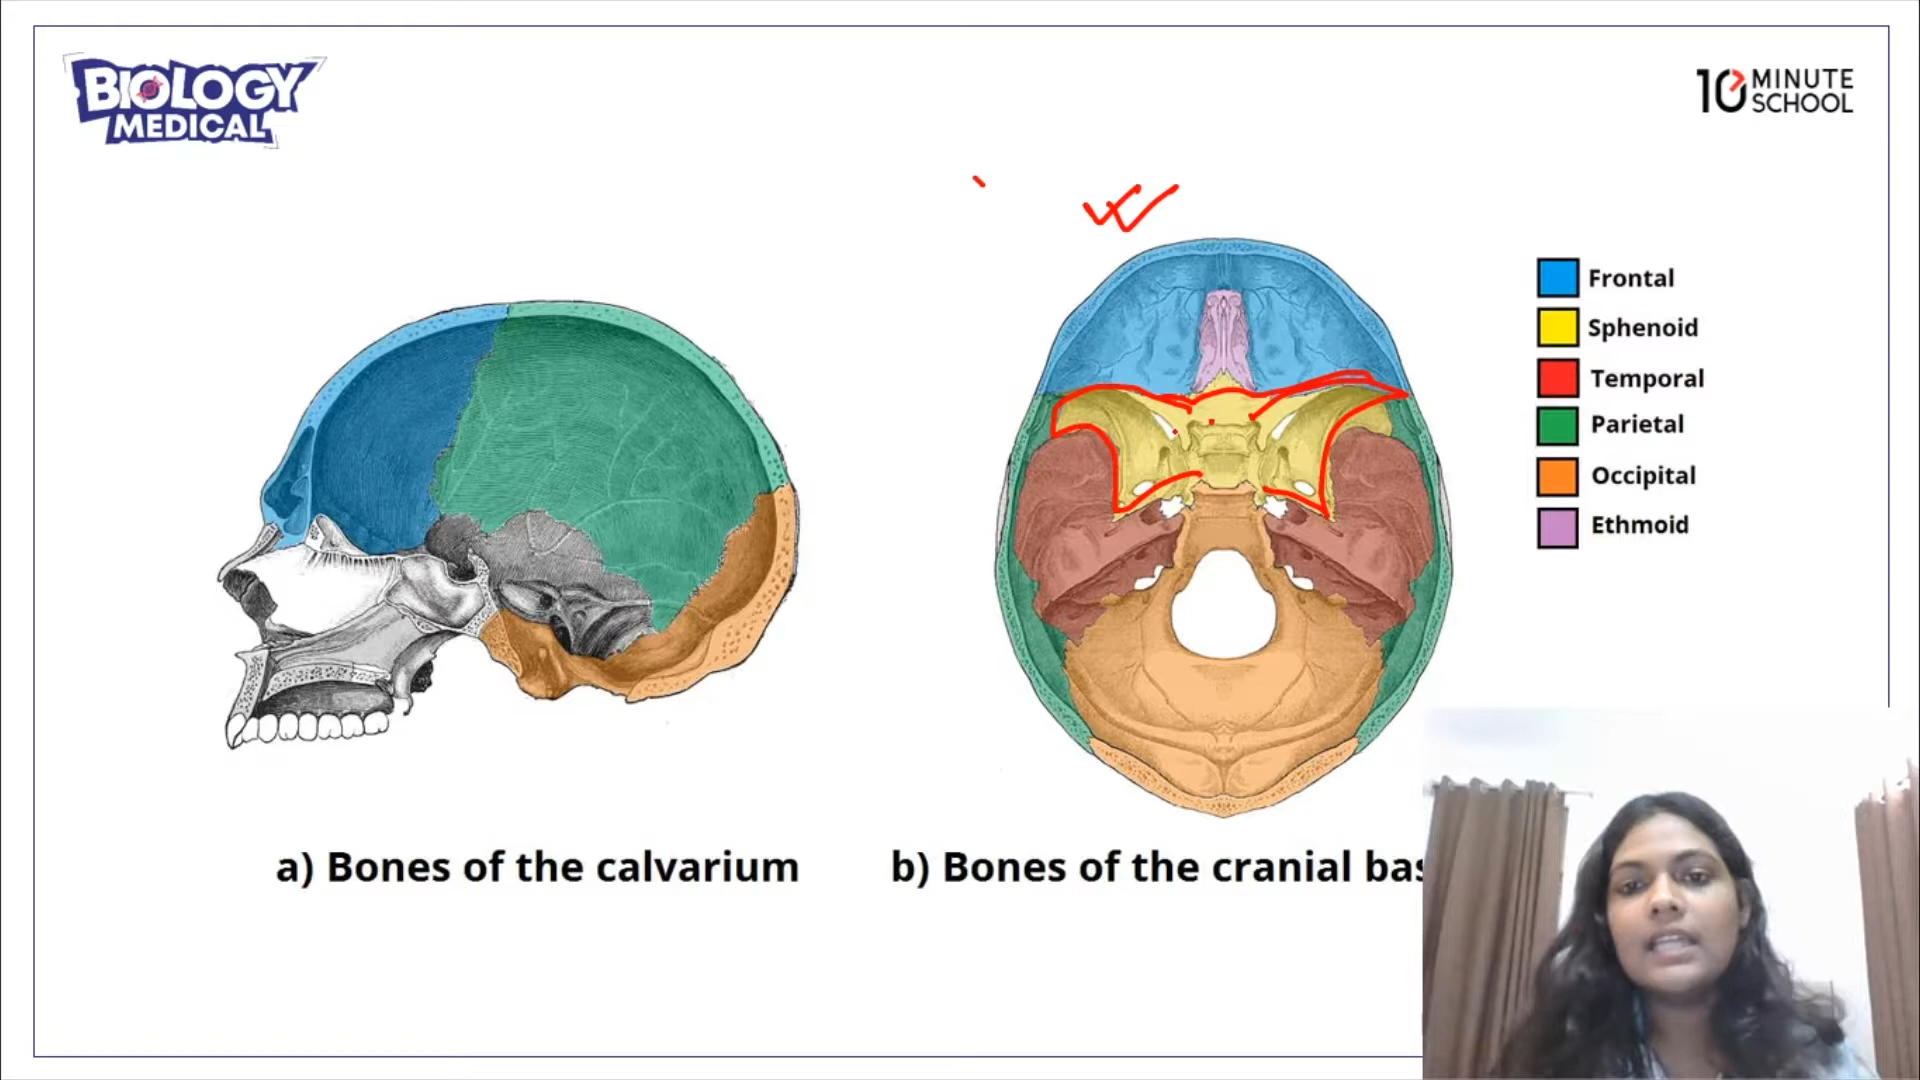 BIOLOGY
MEDICAL
10 MINUTE
SCHOOL
Frontal
Sphenoid
Temporal
Parietal
Occipital
Ethmoid
a) Bones of the calvarium
b) Bones of the cranial bas